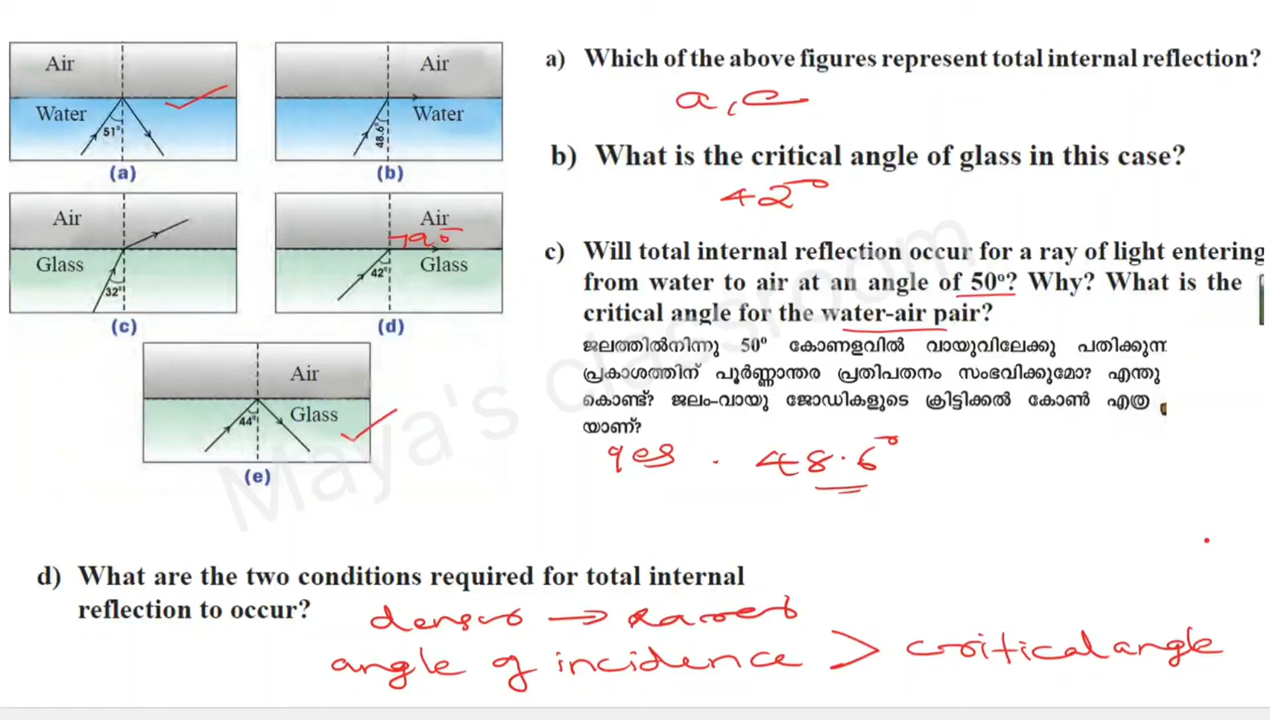 Air
Water
51°
(a)
Air
Water
48.6°
(b)
Air
Glass
32°
(c)
Air
Glass
42°
(d)
Air
Glass
44°
(e)
a) Which of the above figures represent total internal reflection?
a, e
b) What is the critical angle of glass in this case?
42°
c) Will total internal reflection occur for a ray of light entering
from water to air at an angle of 50°? Why? What is the
critical angle for the water-air pair?
ജലത്തിൽനിന്നു 50° കോണളവിൽ വായുവിലേക്കു പതിക്കുന്ന
പ്രകാശത്തിന് പൂർണ്ണാന്തര പ്രതിപതനം സംഭവിക്കുമോ? എന്തു
കൊണ്ട്? ജലം-വായു ജോഡികളുടെ ക്രിട്ടിക്കൽ കോൺ എത്ര
യാണ്?
yes . 48.6°
d) What are the two conditions required for total internal
reflection to occur?
denser → rarer
angle of incidence > critical angle
Maya's classroom